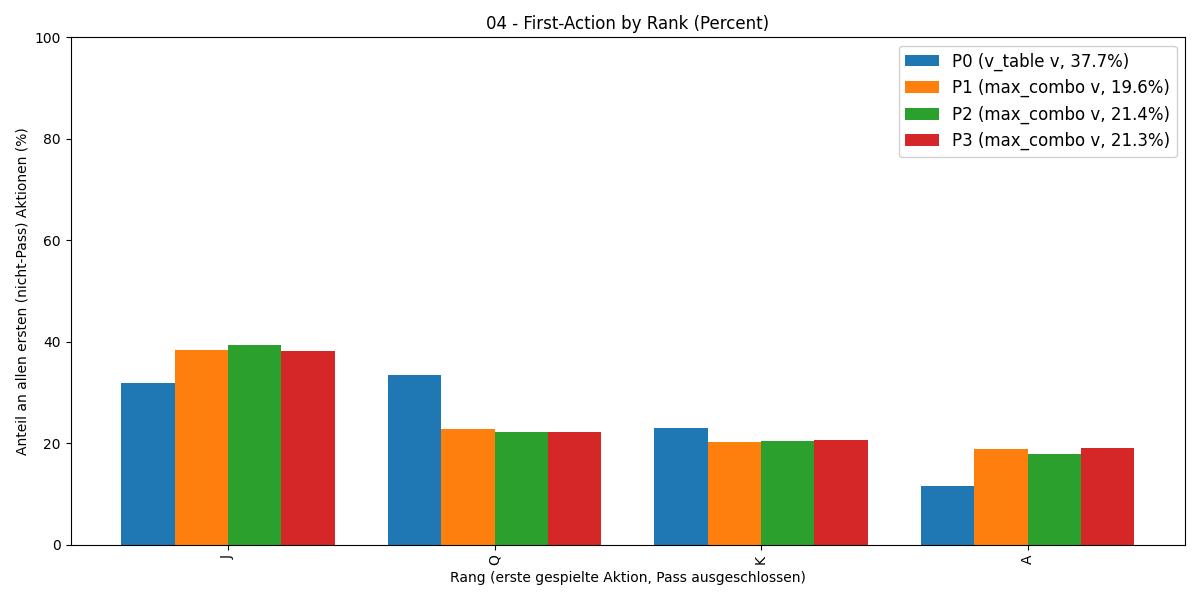 04 - First-Action by Rank (Percent)
Anteil an allen ersten (nicht-Pass) Aktionen (%)
100
80
60
40
20
0
P0 (v_table v, 37.7%)
P1 (max_combo v, 19.6%)
P2 (max_combo v, 21.4%)
P3 (max_combo v, 21.3%)
J
Q
K
A
Rang (erste gespielte Aktion, Pass ausgeschlossen)